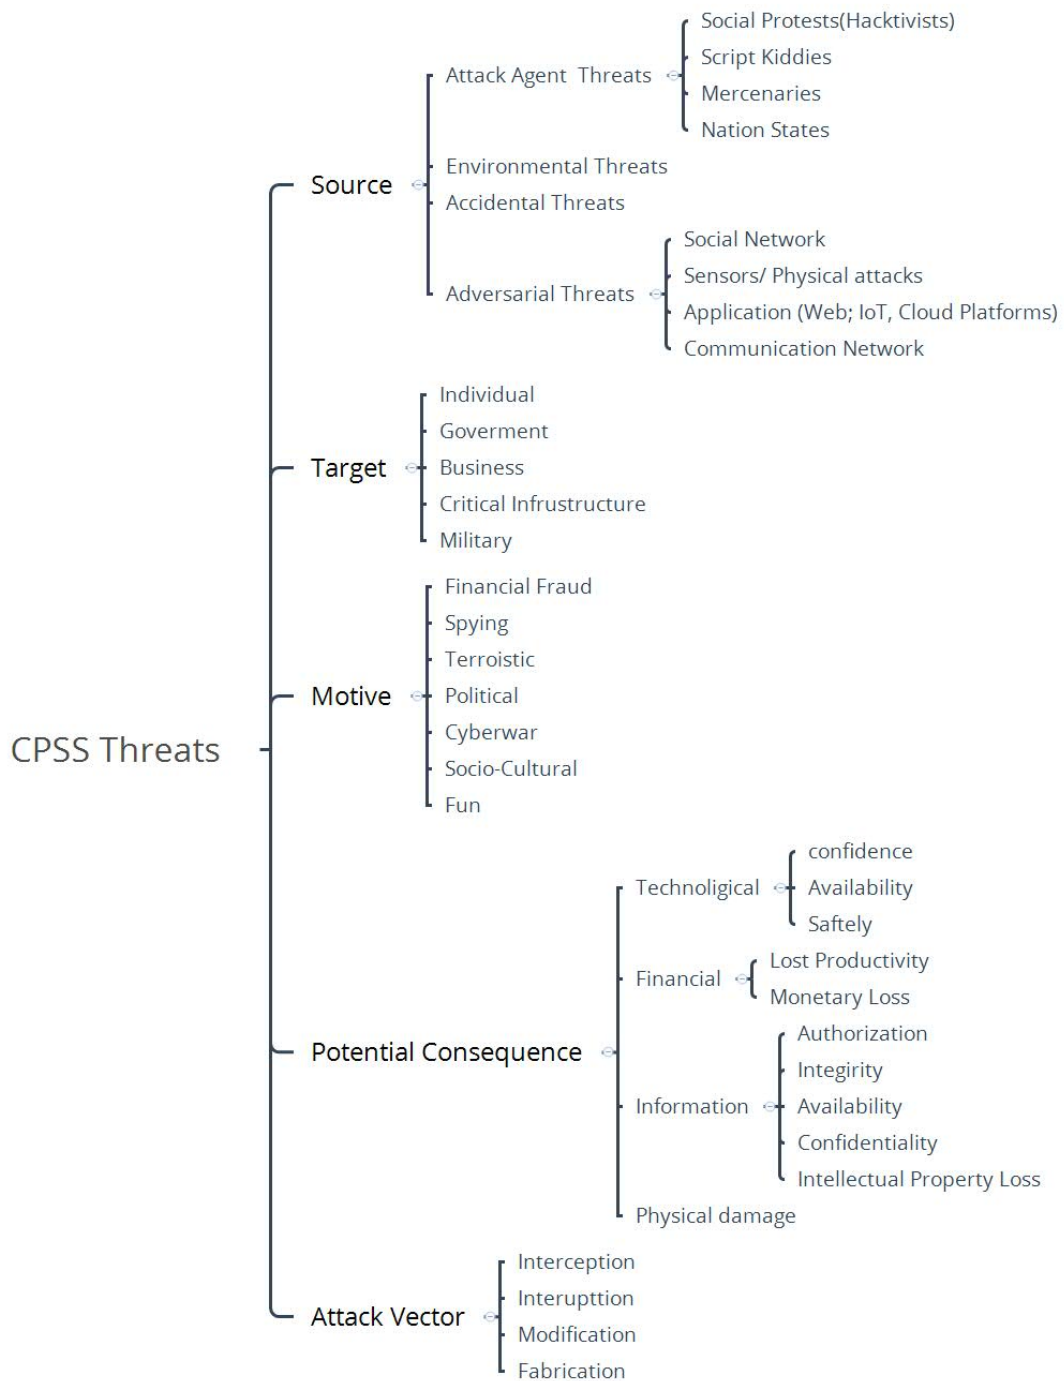 Social Protests(Hacktivists)
Script Kiddies
Attack Agent  Threats
Mercenaries
Nation States
Environmental Threats
Source
Accidental Threats
Social Network
Sensors/ Physical attacks
Adversarial Threats
Application (Web; IoT, Cloud Platforms)
Communication Network
Individual
Goverment
Target
Business
Critical Infrustructure
Military
Financial Fraud
Spying
Terroistic
Motive
Political
Cyberwar
Socio-Cultural
Fun
CPSS Threats
confidence
Technoligical
Availability
Saftely
Lost Productivity
Financial
Monetary Loss
Potential Consequence
Authorization
Integirity
Information
Availability
Confidentiality
Intellectual Property Loss
Physical damage
Interception
Interupttion
Attack Vector
Modification
Fabrication